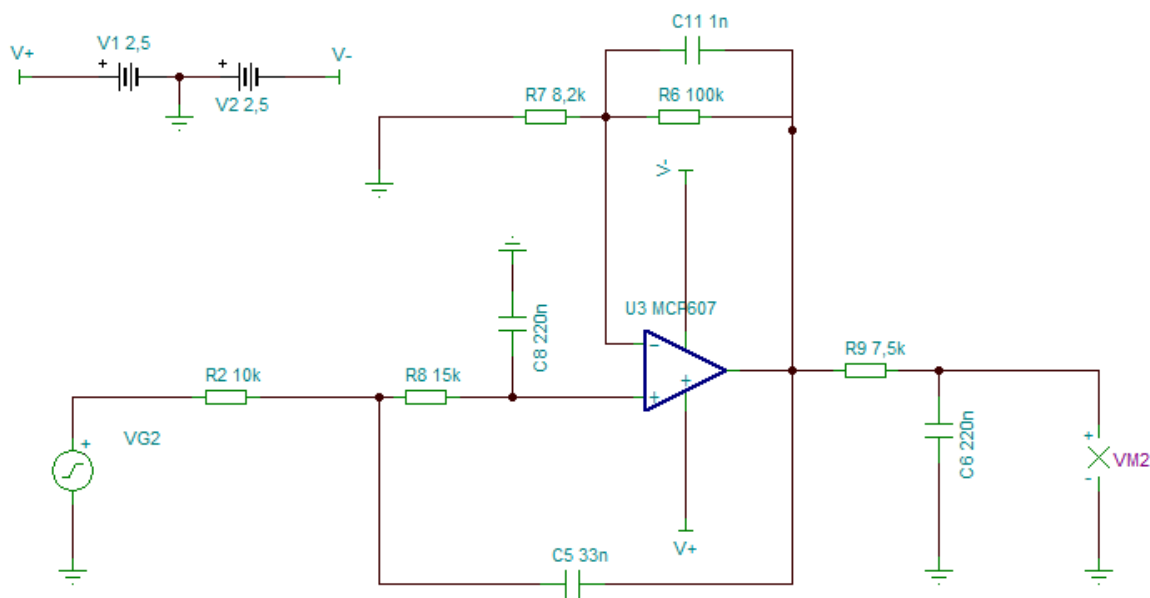 C11 1n
V1 2,5
V+
V-
+
+
V2 2,5
R7 8,2k
R6 100k
V-
U3 MCP607
C8 220n
R2 10k
R8 15k
R9 7,5k
-
+
+
VG2
+
C6 220n
+
VM2
-
V+
C5 33n